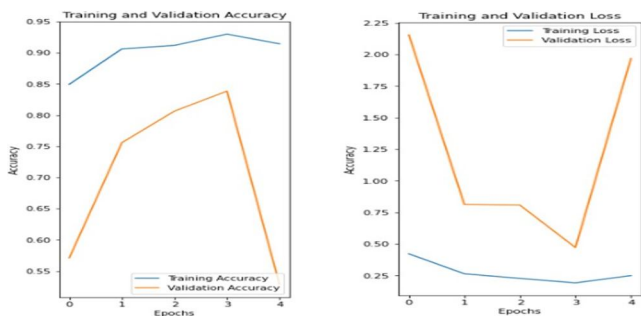 Training and Validation Accuracy
0.95
0.90
0.85
0.80
0.75
0.70
0.65
0.60
0.55
Accuracy
Training Accuracy
Validation Accuracy
0 1 2 3 4
Epochs
Training and Validation Loss
Training Loss
Validation Loss
2.25
2.00
1.75
1.50
1.25
1.00
0.75
0.50
0.25
Accuracy
0 1 2 3 4
Epochs